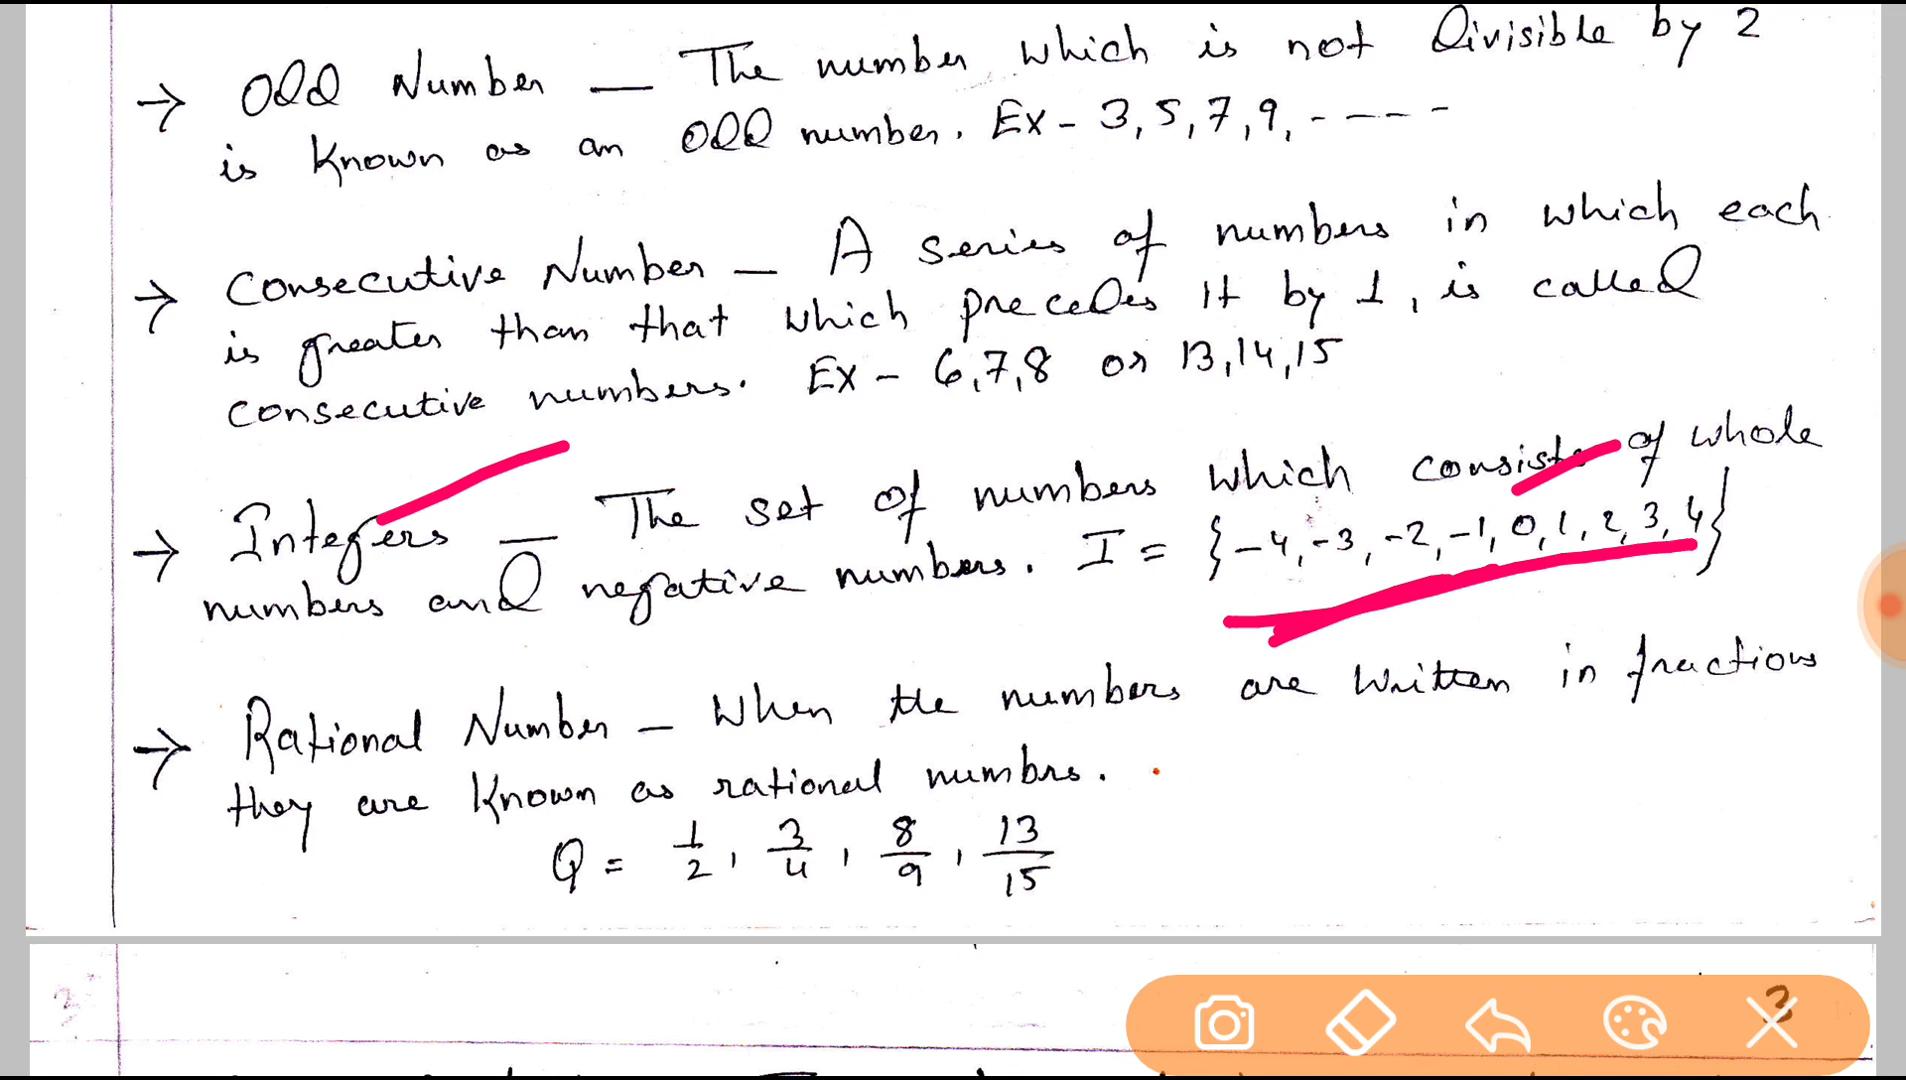 → Odd Number — The number which is not Divisible by 2
is known as an odd number. Ex - 3, 5, 7, 9, - - - -
→ Consecutive Number — A series of numbers in which each
is greater than that which precedes it by 1, is called
consecutive numbers. Ex - 6,7,8 or 13,14,15
→ Integers — The set of numbers which consists of whole
numbers and negative numbers. I = {-4, -3, -2, -1, 0, 1, 2, 3, 4}
→ Rational Number — When the numbers are written in fractions
they are known as rational numbrs.
Q = 1/2, 3/4, 8/9, 13/15
3